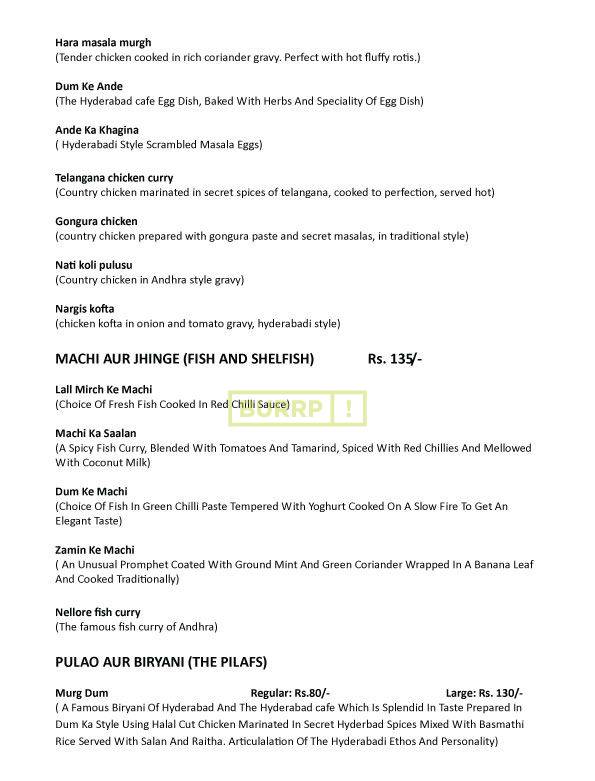 Hara masala murgh
(Tender chicken cooked in rich coriander gravy. Perfect with hot fluffy rotis.)
Dum Ke Ande
(The Hyderabad cafe Egg Dish, Baked With Herbs And Speciality Of Egg Dish)
Ande Ka Khagina
( Hyderabadi Style Scrambled Masala Eggs)
Telangana chicken curry
(Country chicken marinated in secret spices of telangana, cooked to perfection, served hot)
Gongura chicken
(country chicken prepared with gongura paste and secret masalas, in traditional style)
Nati koli pulusu
(Country chicken in Andhra style gravy)
Nargis kofta
(chicken kofta in onion and tomato gravy, hyderabadi style)
MACHI AUR JHINGE (FISH AND SHELFISH) Rs. 135/-
Lall Mirch Ke Machi
(Choice Of Fresh Fish Cooked In Red Chilli Sauce)
BURRP !
Machi Ka Saalan
(A Spicy Fish Curry, Blended With Tomatoes And Tamarind, Spiced With Red Chillies And Mellowed
With Coconut Milk)
Dum Ke Machi
(Choice Of Fish In Green Chilli Paste Tempered With Yoghurt Cooked On A Slow Fire To Get An
Elegant Taste)
Zamin Ke Machi
( An Unusual Promphet Coated With Ground Mint And Green Coriander Wrapped In A Banana Leaf
And Cooked Traditionally)
Nellore fish curry
(The famous fish curry of Andhra)
PULAO AUR BIRYANI (THE PILAFS)
Murg Dum Regular: Rs.80/- Large: Rs. 130/-
( A Famous Biryani Of Hyderabad And The Hyderabad cafe Which Is Splendid In Taste Prepared In
Dum Ka Style Using Halal Cut Chicken Marinated In Secret Hyderbad Spices Mixed With Basmathi
Rice Served With Salan And Raitha. Articulalation Of The Hyderabadi Ethos And Personality)